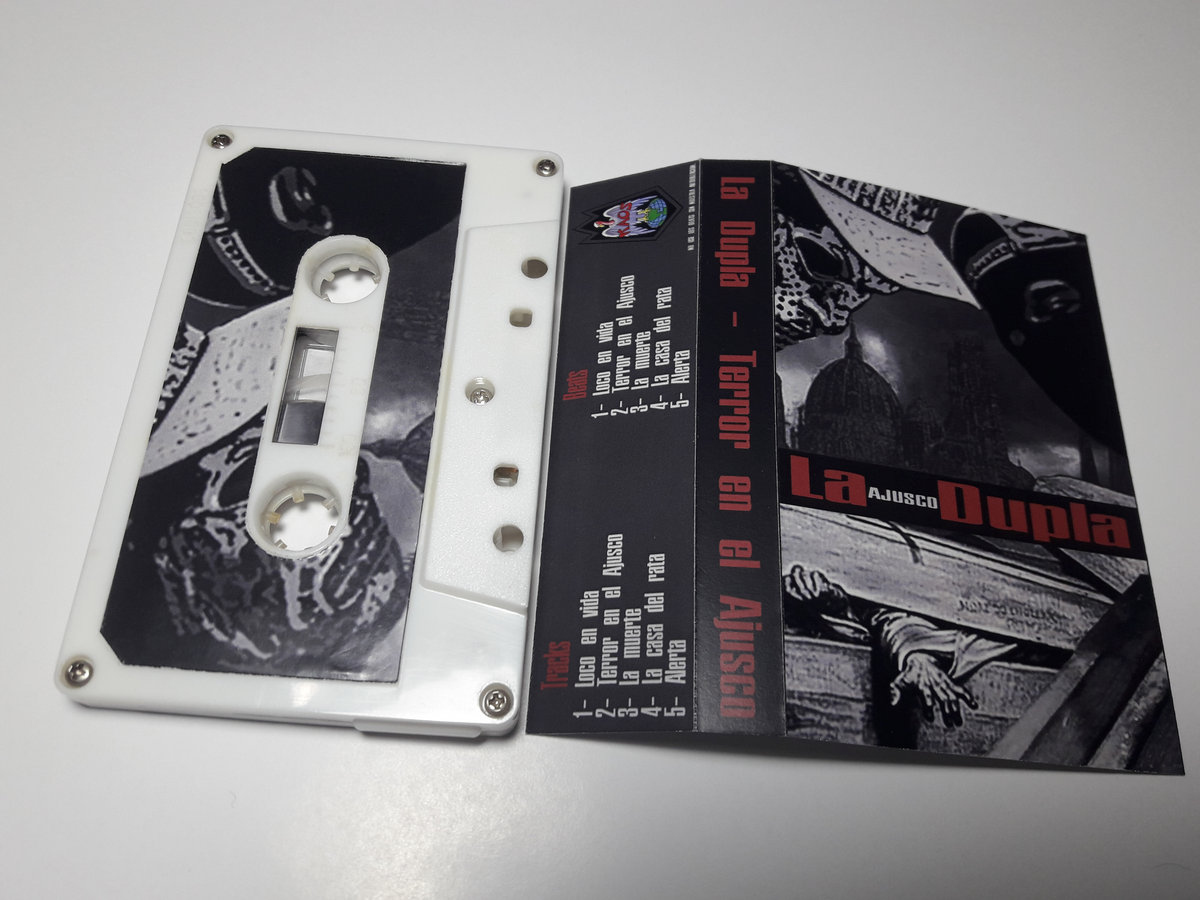 La AJUSCO Dupla
La Dupla - Terror en el Ajusco
Tracks
1- Loco en vida
2- Terror en el Ajusco
3- La muerte
4- La casa del rata
5- Alerta
Beats
1- Loco en vida
2- Terror en el Ajusco
3- La muerte
4- La casa del rata
5- Alerta
KAOS